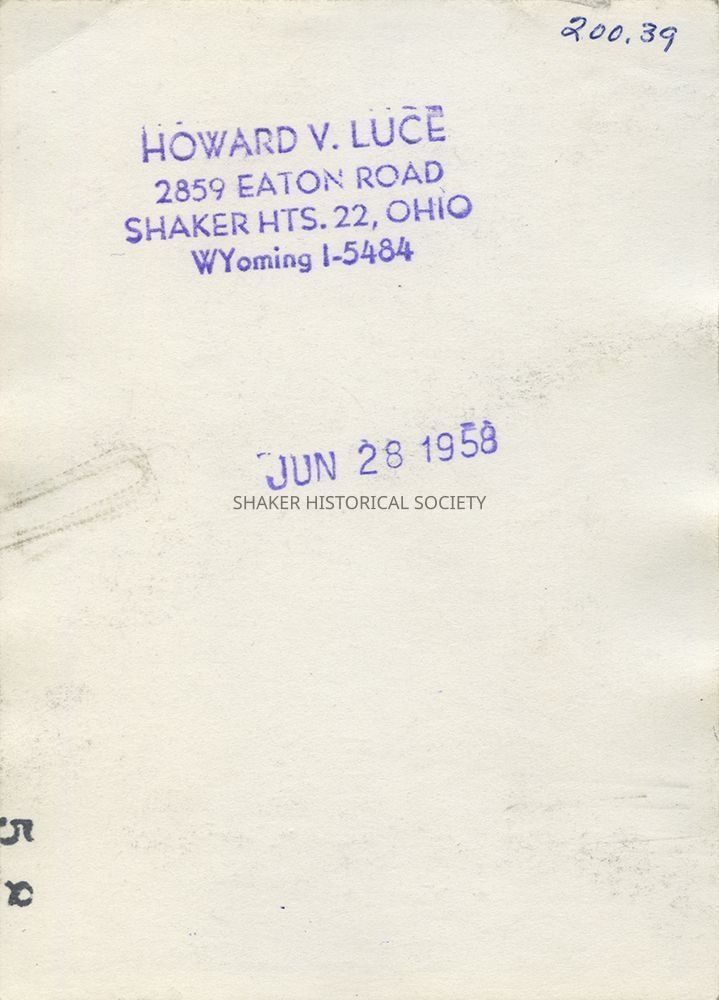 200.39
HOWARD V. LUCE
2859 EATON ROAD
SHAKER HTS. 22, OHIO
WYoming 1-5484
JUN 28 1958
SHAKER HISTORICAL SOCIETY
5